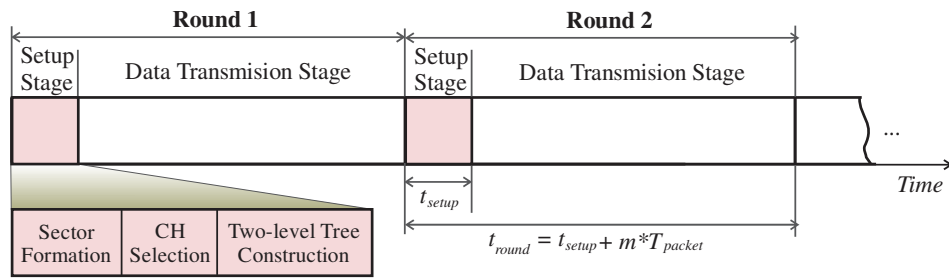 Round 1
Round 2
Setup
Stage
Data Transmision Stage
Setup
Stage
Data Transmision Stage
...
Time
t_setup
Sector
Formation
CH
Selection
Two-level Tree
Construction
t_round = t_setup + m*T_packet